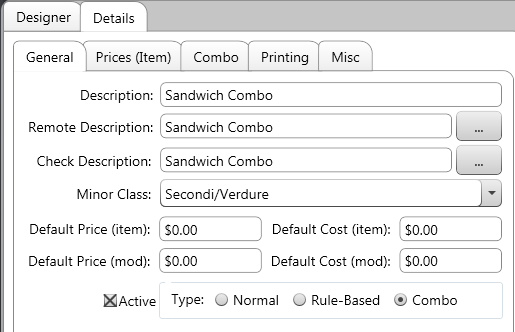 Designer Details
General Prices (Item) Combo Printing Misc
Description: Sandwich Combo
Remote Description: Sandwich Combo ...
Check Description: Sandwich Combo ...
Minor Class: Secondi/Verdure
Default Price (item): $0.00 Default Cost (item): $0.00
Default Price (mod): $0.00 Default Cost (mod): $0.00
Active Type: Normal Rule-Based Combo